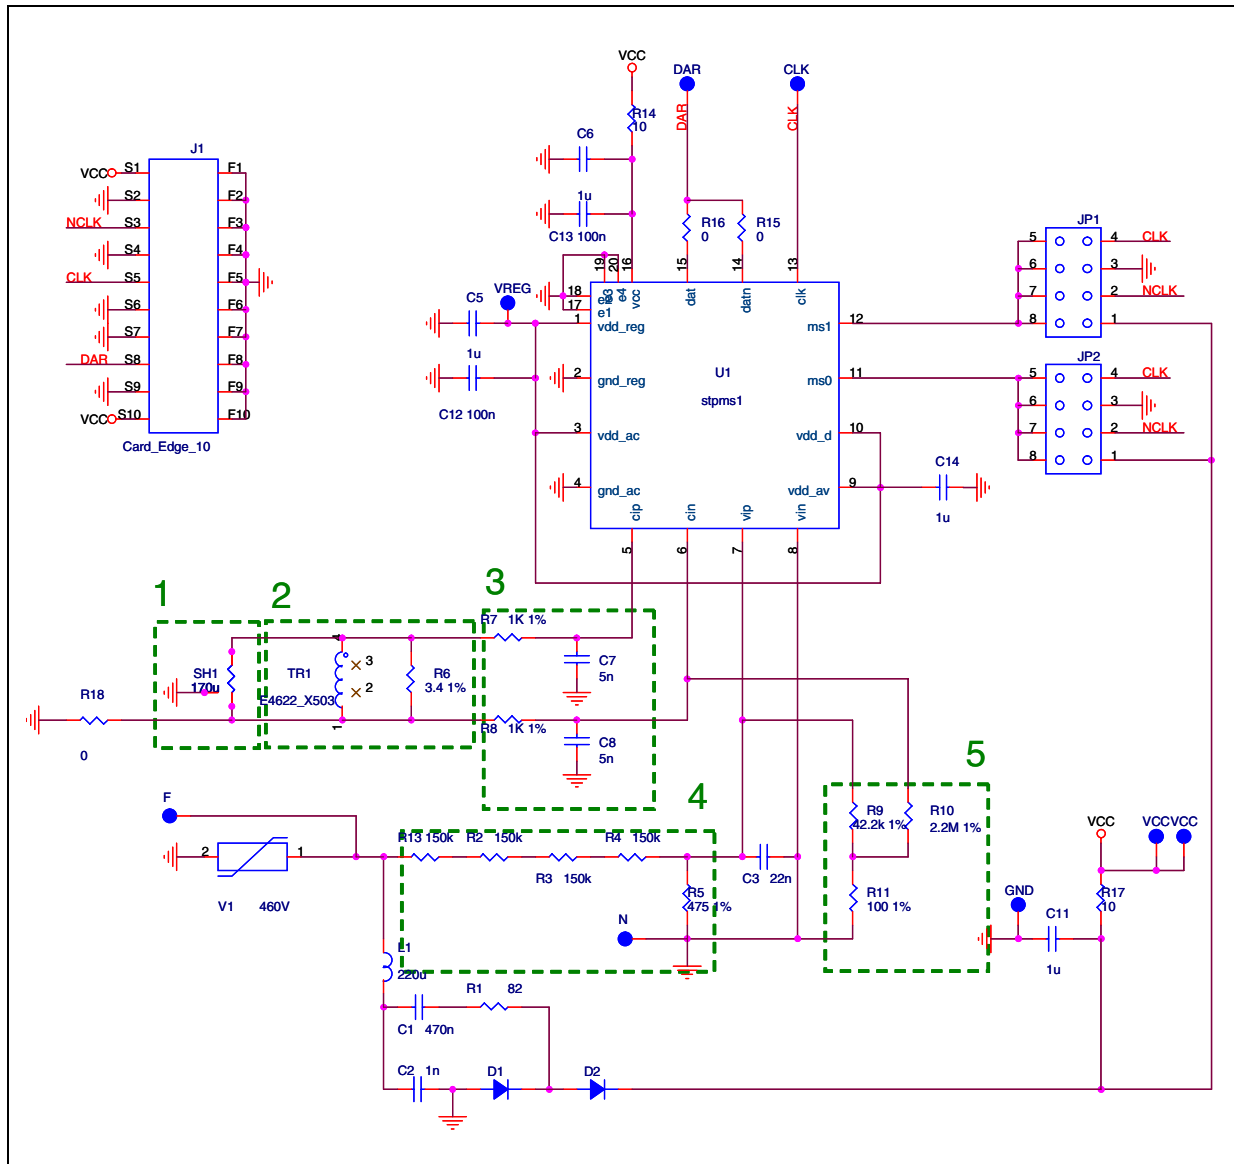 VCC
DAR
CLK
DAR
CLK
R14
10
C6
1u
C13 100n
R16
0
R15
0
J1
VCC S1 F1
S2 F2
NCLK S3 F3
S4 F4
CLK S5 F5
S6 F6
S7 F7
DAR S8 F8
S9 F9
VCC S10 F10
Card_Edge_10
19 20 16 15 14 13
18
17
e3 e4 vcc dat datn clk
e1
VREG
C5
1u
C12 100n
1 vdd_reg
2 gnd_reg
3 vdd_ac
4 gnd_ac
U1
stpms1
ms1 12
ms0 11
vdd_d 10
vdd_av 9
cip cin vip vin
5 6 7 8
C14
1u
JP1
5 4 CLK
6 3
7 2 NCLK
8 1
JP2
5 4 CLK
6 3
7 2 NCLK
8 1
1
2
3
SH1
170u
TR1
E4622_X503
4
3
2
1
R6
3.4 1%
R7 1K 1%
C7
5n
R8 1K 1%
C8
5n
R18
0
4
5
F
2 1
V1 460V
R13 150k
R2 150k
R3 150k
R4 150k
R5
475 1%
C3 22n
N
R9
42.2k 1%
R10
2.2M 1%
R11
100 1%
VCC
VCC VCC
R17
10
GND
C11
1u
L1
220u
R1 82
C1 470n
C2 1n
D1
D2